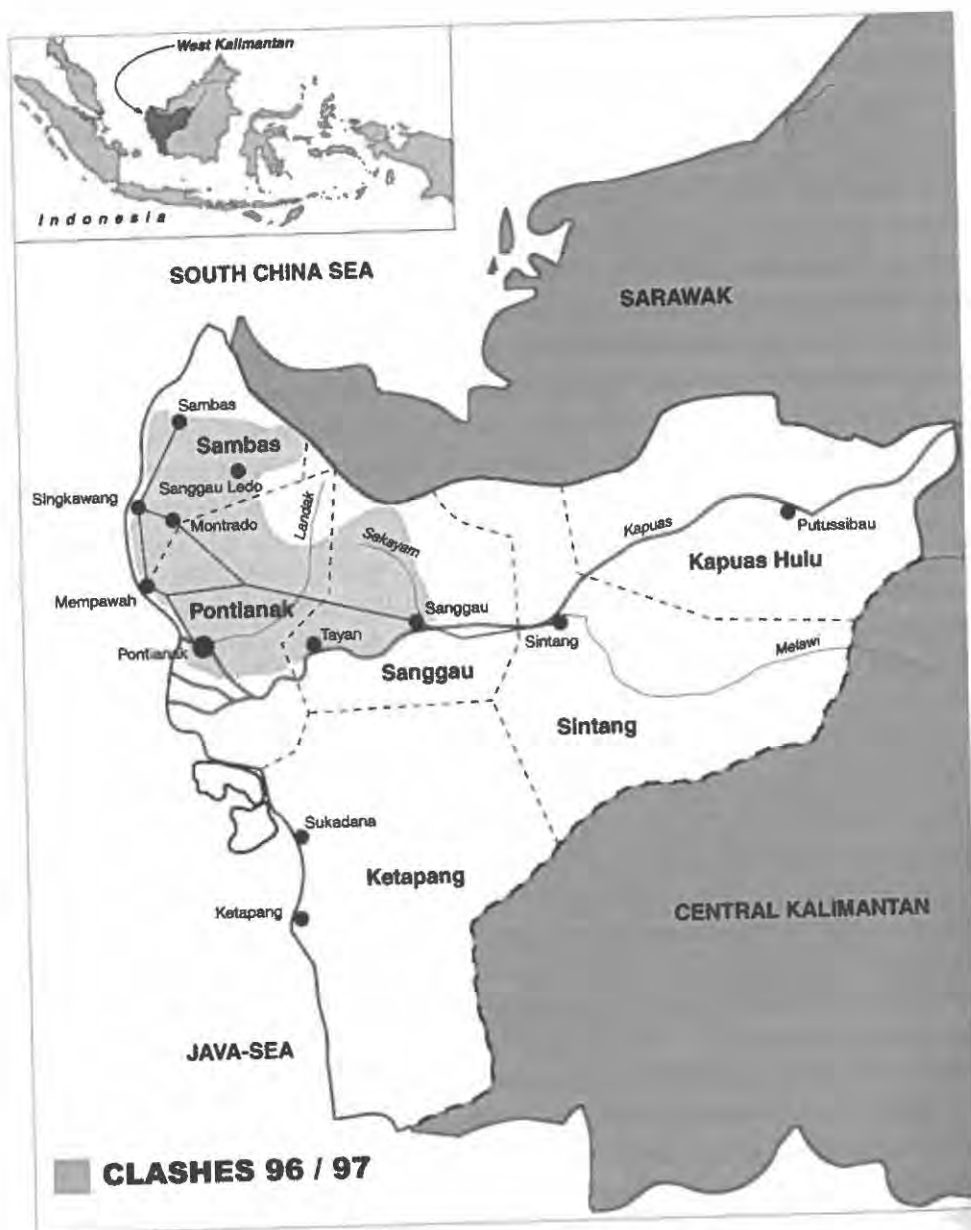 West Kalimantan
Indonesia
SOUTH CHINA SEA
SARAWAK
Sambas
Sambas
Sanggau Ledo
Singkawang
Montrado
Landak
Sekayam
Kapuas
Putussibau
Kapuas Hulu
Mempawah
Pontianak
Sanggau
Pontianak
Tayan
Sintang
Melawi
Sanggau
Sintang
Sukadana
Ketapang
Ketapang
CENTRAL KALIMANTAN
JAVA-SEA
CLASHES 96 / 97